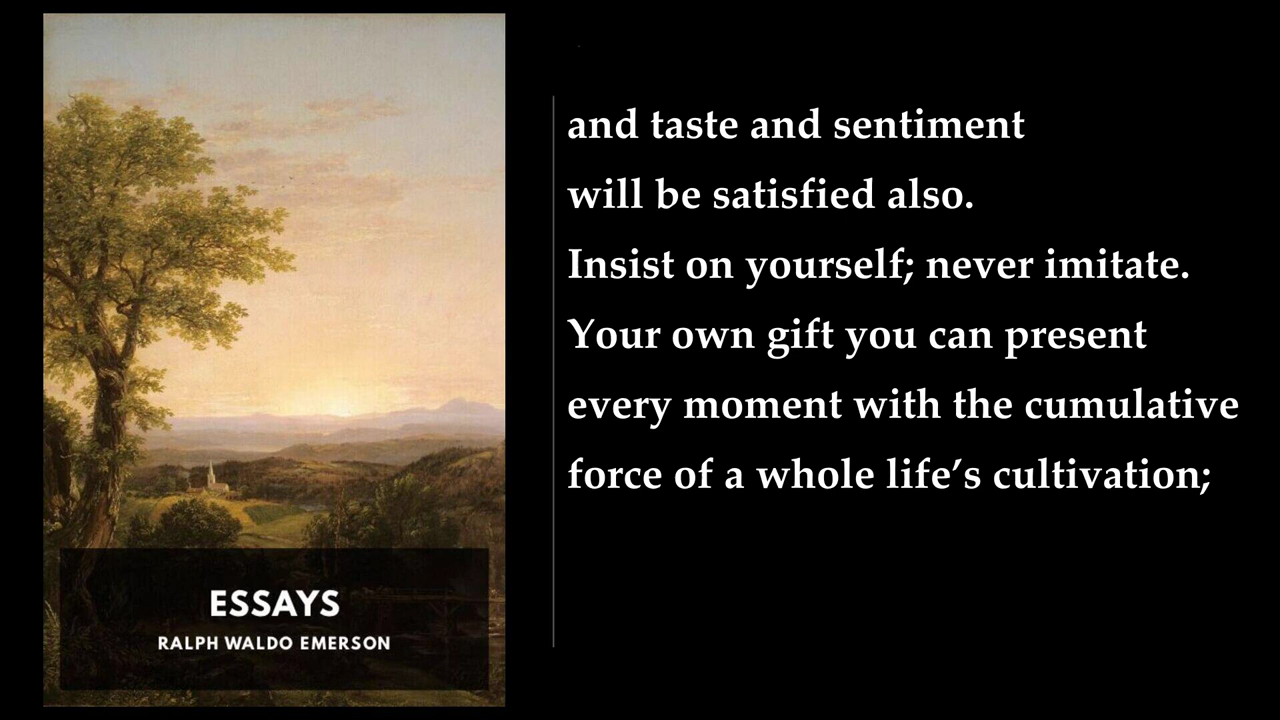 and taste and sentiment
will be satisfied also.
Insist on yourself; never imitate.
Your own gift you can present
every moment with the cumulative
force of a whole life’s cultivation;
ESSAYS
RALPH WALDO EMERSON